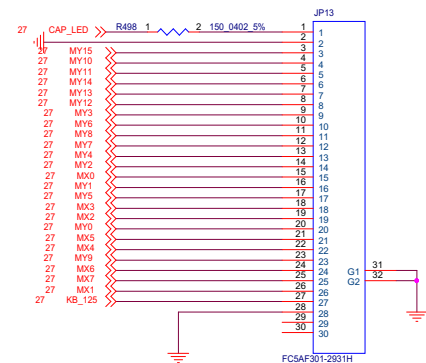 JP13
27 CAP_LED R498 1 2 150_0402_5% 1 1
2 2
27 MY15 3 3
27 MY10 4 4
27 MY11 5 5
27 MY14 6 6
27 MY13 7 7
27 MY12 8 8
27 MY3 9 9
27 MY6 10 10
27 MY8 11 11
27 MY7 12 12
27 MY4 13 13
27 MY2 14 14
27 MX0 15 15
27 MY1 16 16
27 MY5 17 17
27 MX3 18 18
27 MX2 19 19
27 MY0 20 20
27 MX5 21 21
27 MX4 22 22
27 MY9 23 23
27 MX6 24 24 G1 31
27 MX7 25 25 G2 32
27 MX1 26 26
27 KB_125 27 27
28 28
29 29
30 30
FC5AF301-2931H